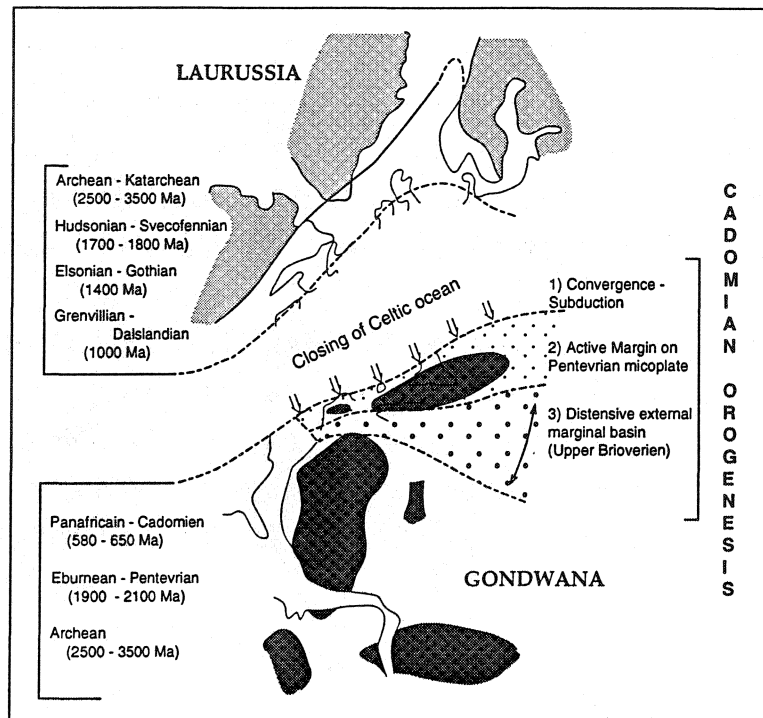 LAURUSSIA
Archean - Katarchean
(2500 - 3500 Ma)
Hudsonian - Svecofennian
(1700 - 1800 Ma)
Elsonian - Gothian
(1400 Ma)
Grenvillian -
Dalslandian
(1000 Ma)
Closing of Celtic ocean
1) Convergence -
Subduction
2) Active Margin on
Pentevrian micoplate
3) Distensive external
marginal basin
(Upper Brioverien)
CADOMIAN OROGENESIS
Panafricain - Cadomien
(580 - 650 Ma)
Eburnean - Pentevrian
(1900 - 2100 Ma)
Archean
(2500 - 3500 Ma)
GONDWANA